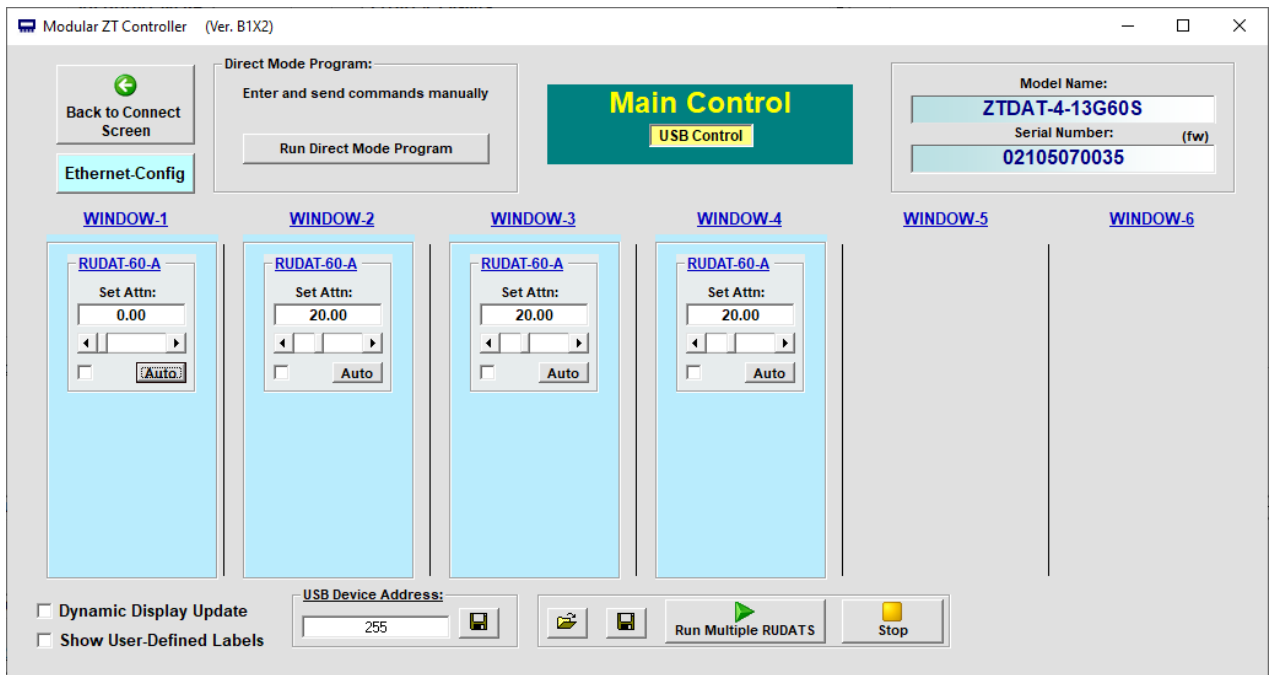 Modular ZT Controller (Ver. B1X2)
Back to Connect
Screen
Ethernet-Config
Direct Mode Program:
Enter and send commands manually
Run Direct Mode Program
Main Control
USB Control
Model Name:
ZTDAT-4-13G60S
Serial Number: (fw)
02105070035
WINDOW-1 WINDOW-2 WINDOW-3 WINDOW-4 WINDOW-5 WINDOW-6
RUDAT-60-A RUDAT-60-A RUDAT-60-A RUDAT-60-A
Set Attn: Set Attn: Set Attn: Set Attn:
0.00 20.00 20.00 20.00
Auto Auto Auto Auto
Dynamic Display Update
Show User-Defined Labels
USB Device Address:
255
Run Multiple RUDATS
Stop